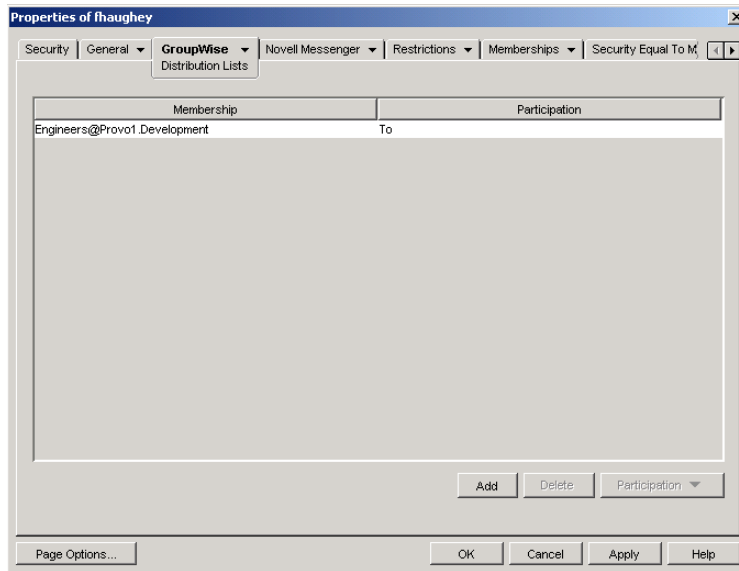 Properties of fhaughey
Security General GroupWise Novell Messenger Restrictions Memberships Security Equal To M
Distribution Lists
Membership Participation
Engineers@Provo1.Development To
Add Delete Participation
Page Options... OK Cancel Apply Help